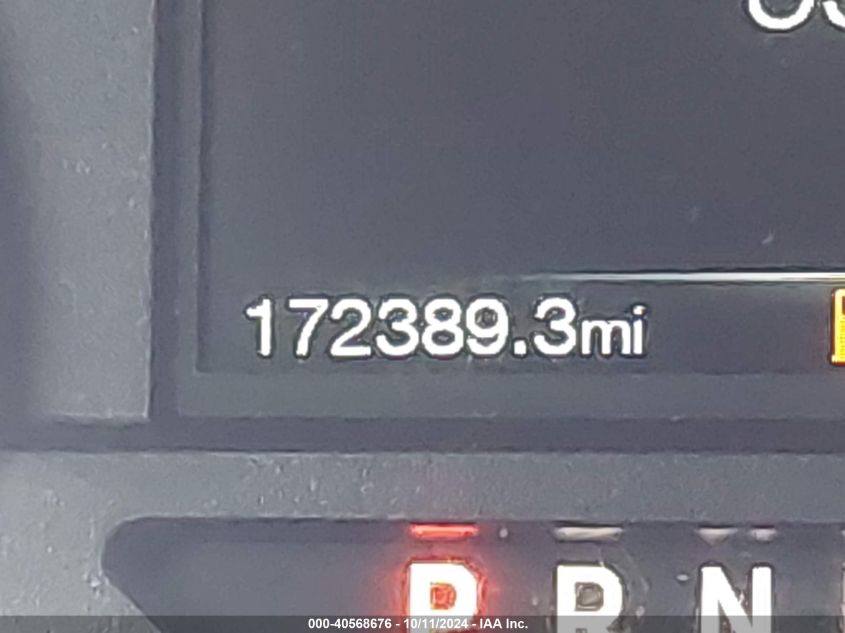 172389.3mi
P R N
000-40568676 - 10/11/2024 - IAA Inc.